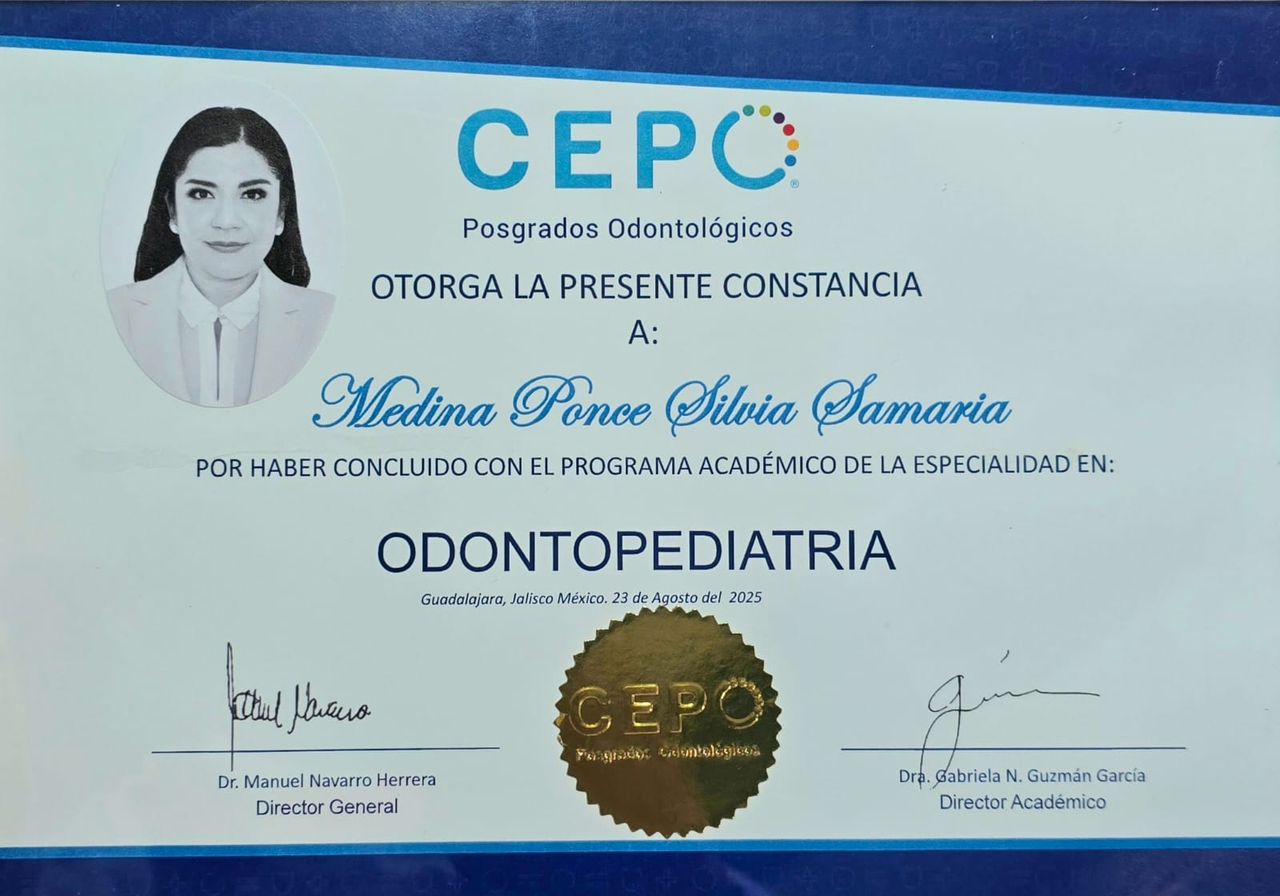 CEPO
Posgrados Odontológicos
OTORGA LA PRESENTE CONSTANCIA
A:
Medina Ponce Silvia Samaria
POR HABER CONCLUIDO CON EL PROGRAMA ACADÉMICO DE LA ESPECIALIDAD EN:
ODONTOPEDIATRIA
Guadalajara, Jalisco México. 23 de Agosto del 2025
CEPO
Posgrados Odontológicos
Dr. Manuel Navarro Herrera
Director General
Dra. Gabriela N. Guzmán García
Director Académico